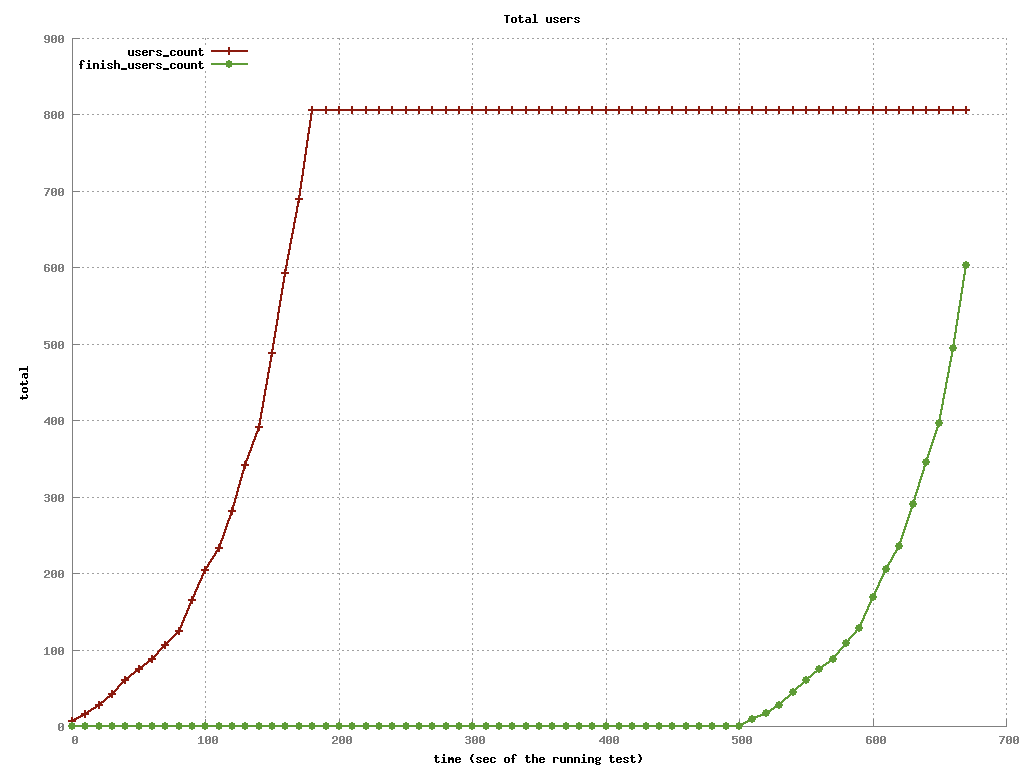 Total users
900
users_count
finish_users_count
800
700
600
500
400
300
200
100
0
total
0 100 200 300 400 500 600 700
time (sec of the running test)